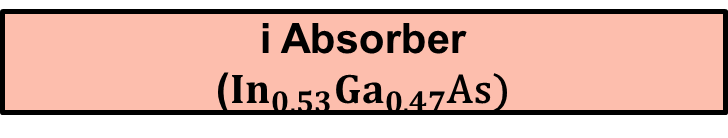 i Absorber
(In₀.₅₃Ga₀.₄₇As)